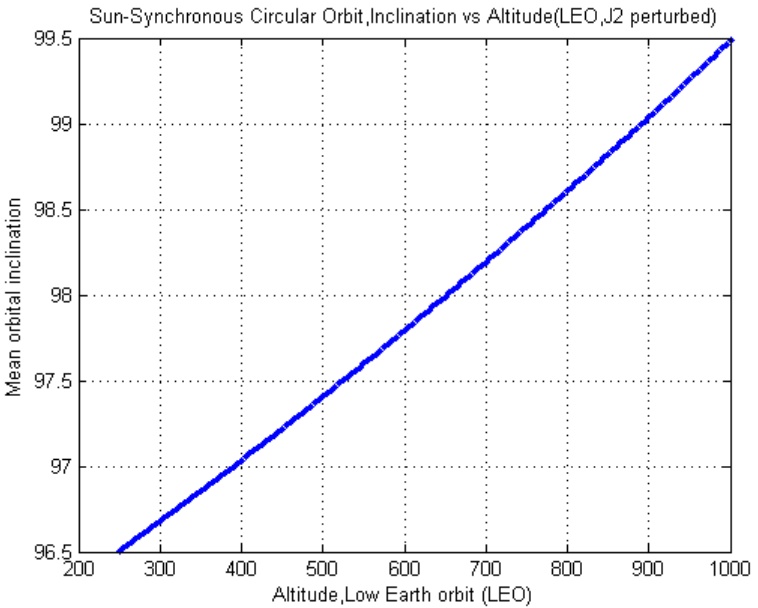 Sun-Synchronous Circular Orbit,Inclination vs Altitude(LEO,J2 perturbed)
99.5
99
98.5
98
97.5
97
96.5
Mean orbital inclination
200 300 400 500 600 700 800 900 1000
Altitude,Low Earth orbit (LEO)